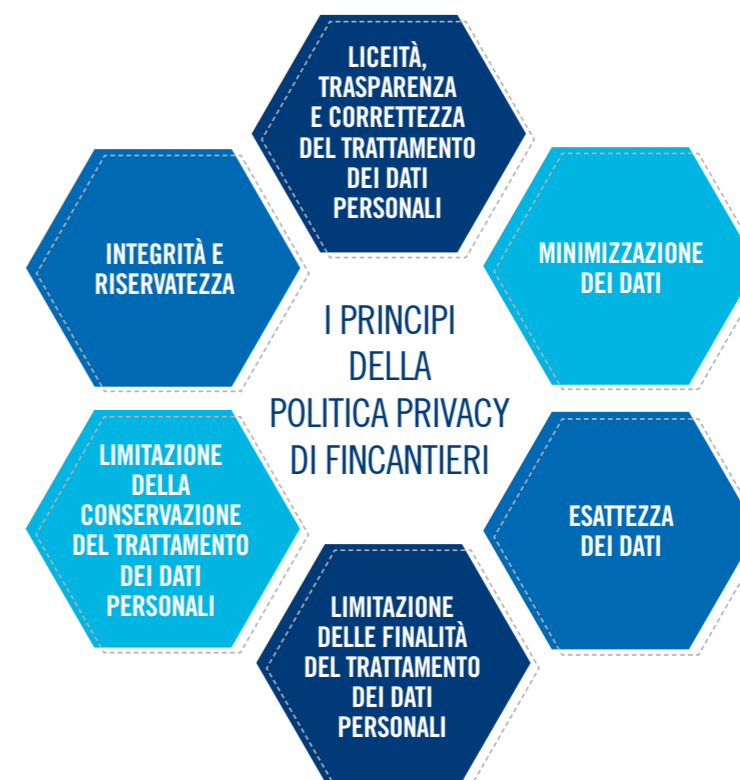 LICEITÀ,
TRASPARENZA
E CORRETTEZZA
DEL TRATTAMENTO
DEI DATI
PERSONALI
MINIMIZZAZIONE
DEI DATI
ESATTEZZA
DEI DATI
LIMITAZIONE
DELLE FINALITÀ
DEL TRATTAMENTO
DEI DATI
PERSONALI
LIMITAZIONE
DELLA
CONSERVAZIONE
DEL TRATTAMENTO
DEI DATI
PERSONALI
INTEGRITÀ E
RISERVATEZZA
I PRINCIPI
DELLA
POLITICA PRIVACY
DI FINCANTIERI